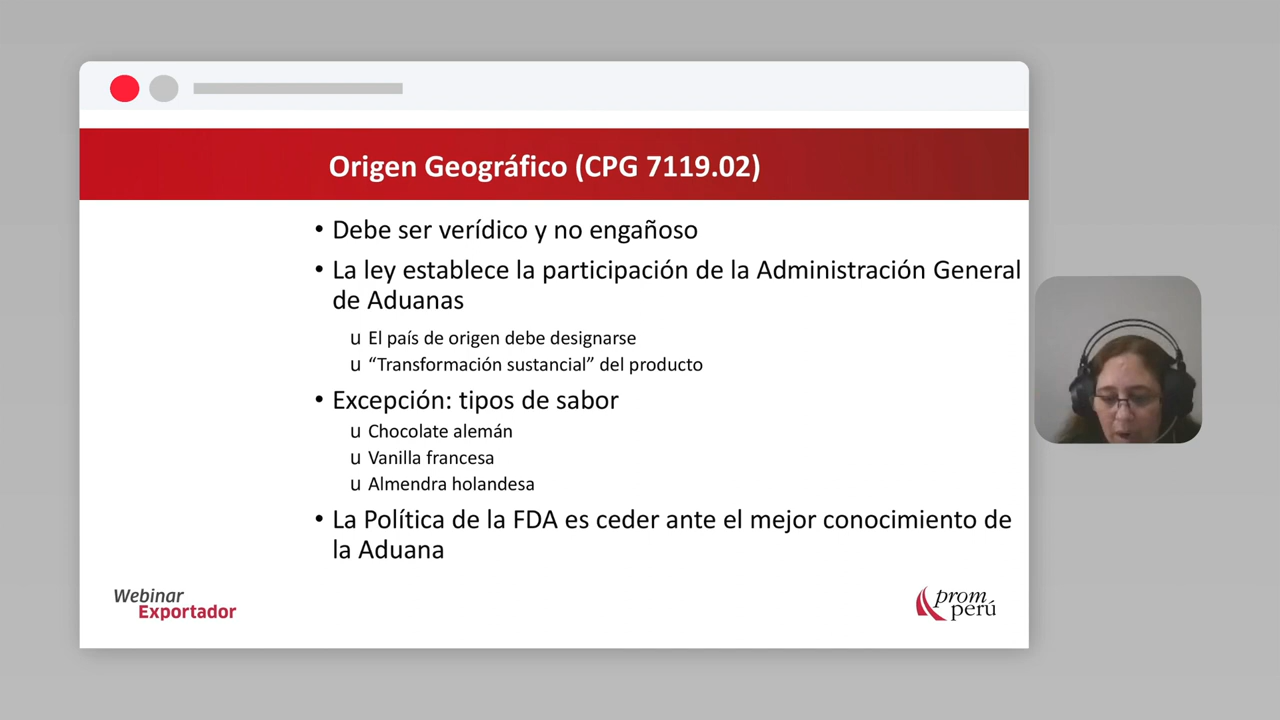 Origen Geográfico (CPG 7119.02)
• Debe ser verídico y no engañoso
• La ley establece la participación de la Administración General
de Aduanas
u El país de origen debe designarse
u “Transformación sustancial” del producto
• Excepción: tipos de sabor
u Chocolate alemán
u Vanilla francesa
u Almendra holandesa
• La Política de la FDA es ceder ante el mejor conocimiento de
la Aduana
Webinar
Exportador
prom
perú